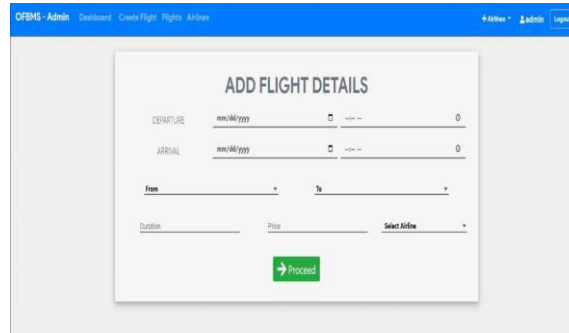 OFBMS - Admin Dashboard Create Flight Flights Airlines + Airlines admin Logout
ADD FLIGHT DETAILS
DEPARTURE mm/dd/yyyy --:-- --
ARRIVAL mm/dd/yyyy --:-- --
From To
Duration Price Select Airline
Proceed